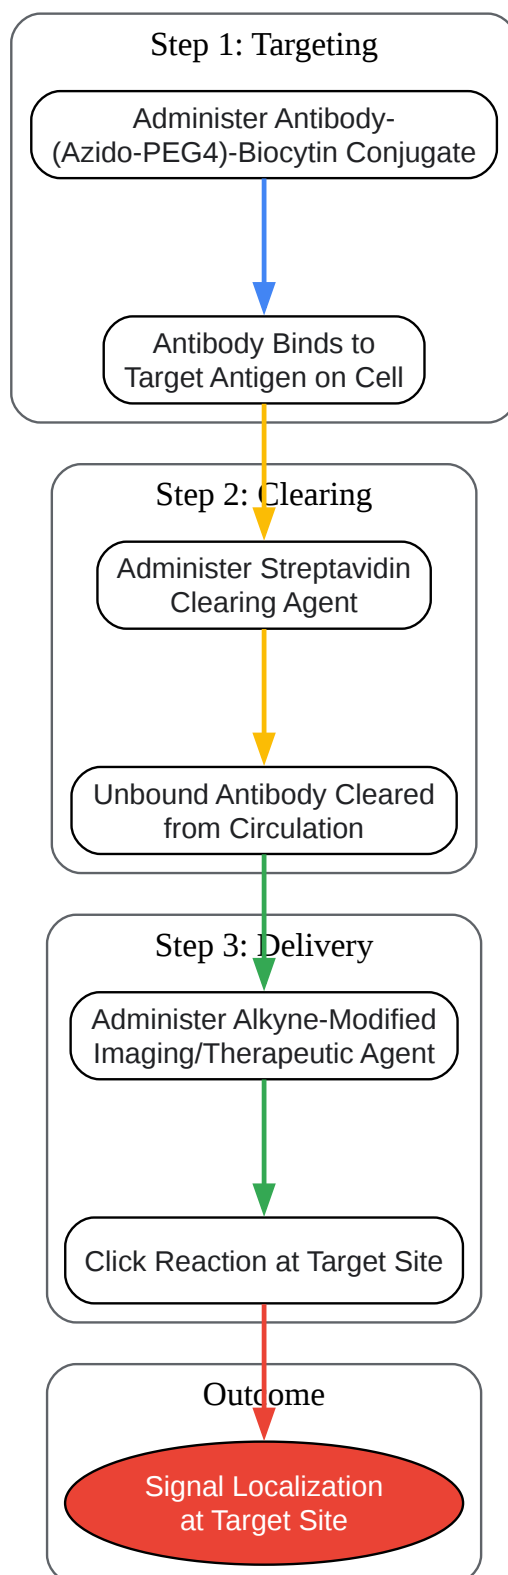 Step 1: Targeting
Administer Antibody-
(Azido-PEG4)-Biocytin Conjugate
Antibody Binds to
Target Antigen on Cell
Step 2: Clearing
Administer Streptavidin
Clearing Agent
Unbound Antibody Cleared
from Circulation
Step 3: Delivery
Administer Alkyne-Modified
Imaging/Therapeutic Agent
Click Reaction at Target Site
Outcome
Signal Localization
at Target Site